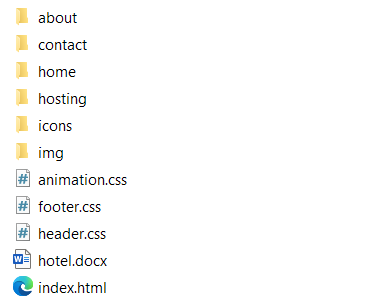 about
contact
home
hosting
icons
img
animation.css
footer.css
header.css
hotel.docx
index.html